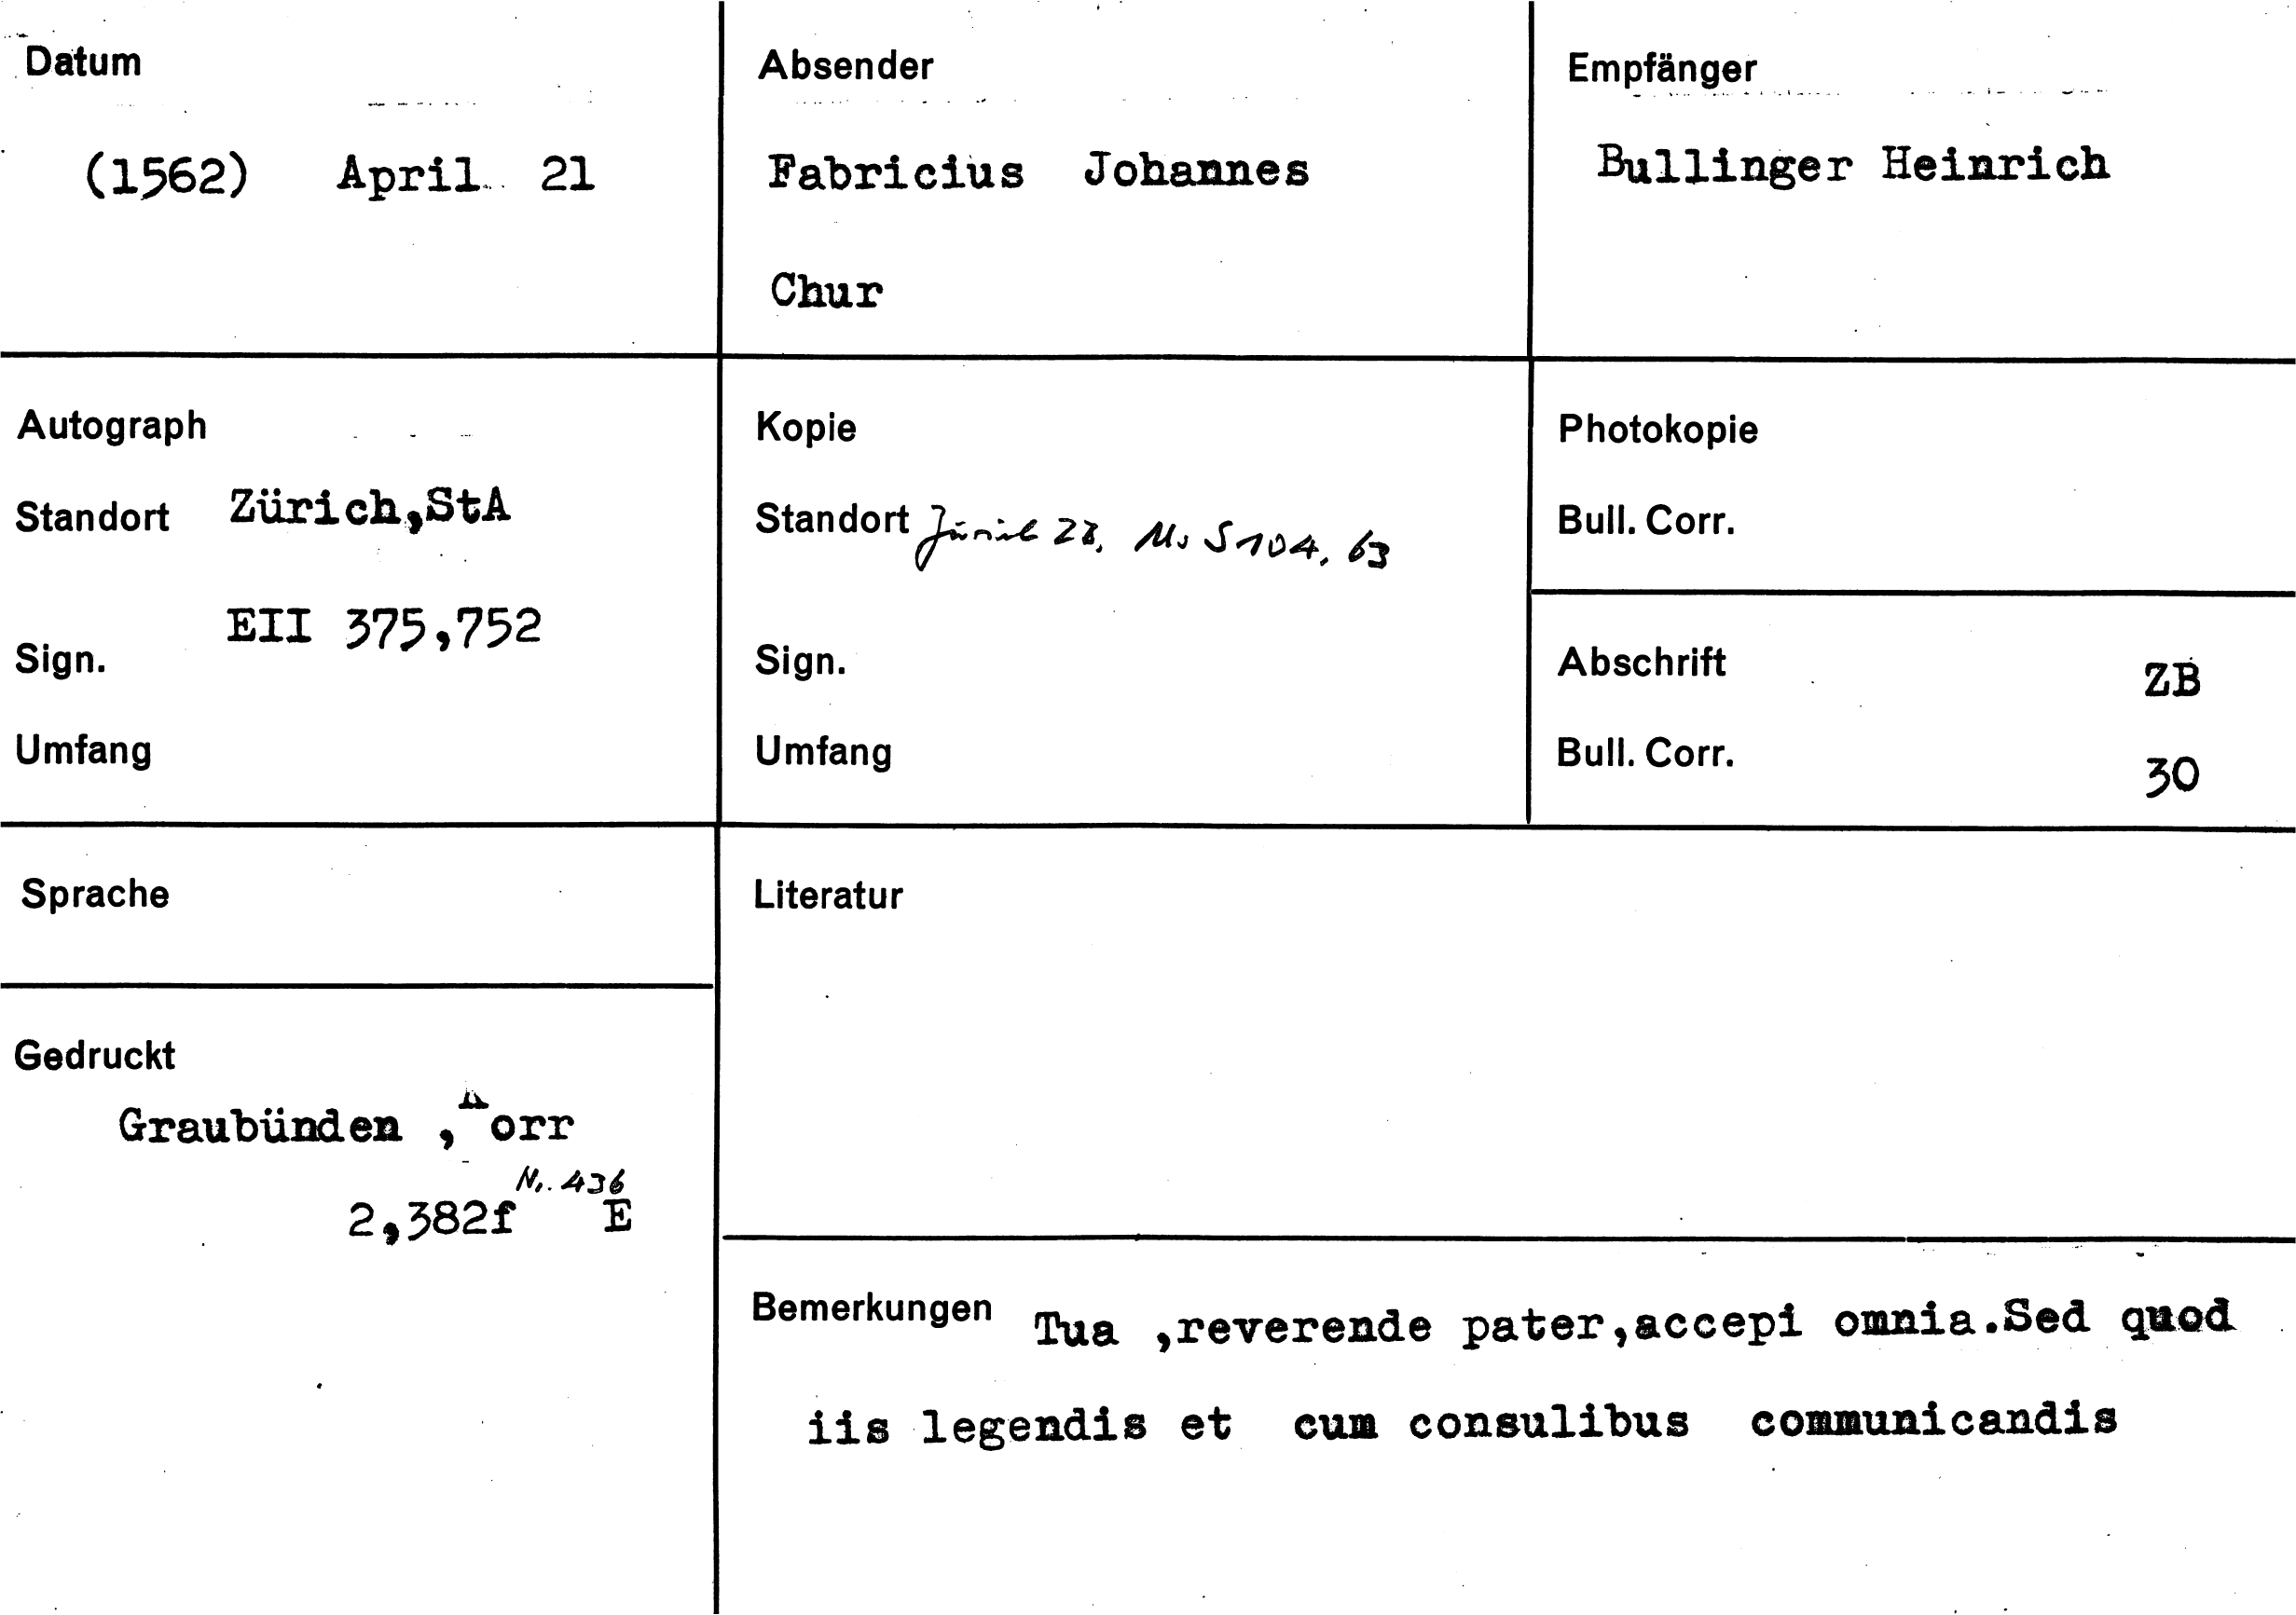 Datum
(1562) April 21
Absender
Fabricius Johannes
Chur
Empfänger
Bullinger Heinrich
Autograph
Standort Zürich,StA
Sign. EII 375,752
Umfang
Kopie
Standort Zürich ZB, Ms S 104, 63
Sign.
Umfang
Photokopie
Bull. Corr.
Abschrift ZB
Bull. Corr. 30
Sprache
Gedruckt
Graubünden , orr
Nr. 436
2,382f E
Literatur
Bemerkungen Tua ,reverende pater,accepi omnia.Sed quod
iis legendis et cum consulibus communicandis